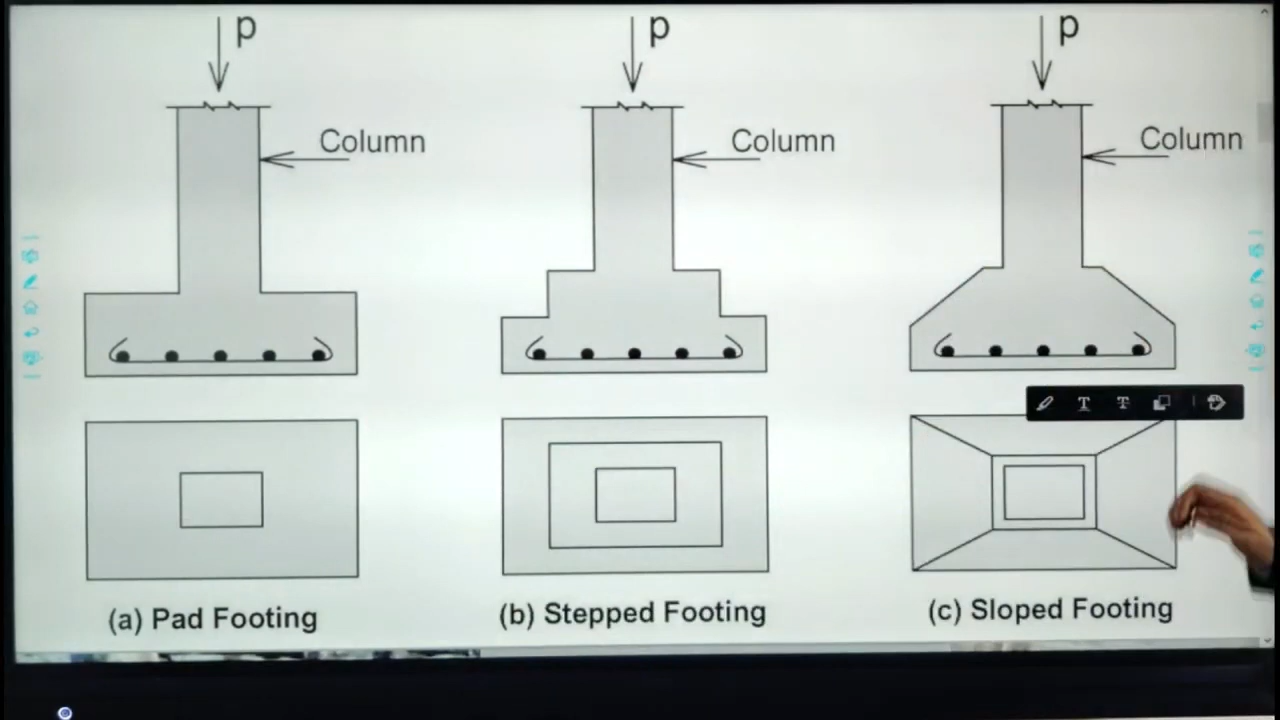 p
p
p
Column
Column
Column
(a) Pad Footing
(b) Stepped Footing
(c) Sloped Footing